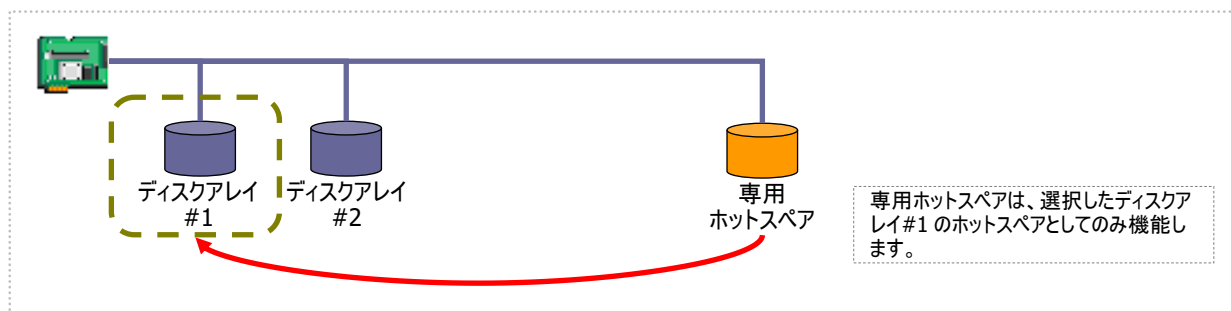 ディスクアレイ
#1
ディスクアレイ
#2
専用
ホットスペア
専用ホットスペアは、選択したディスクア
レイ#1 のホットスペアとしてのみ機能し
ます。